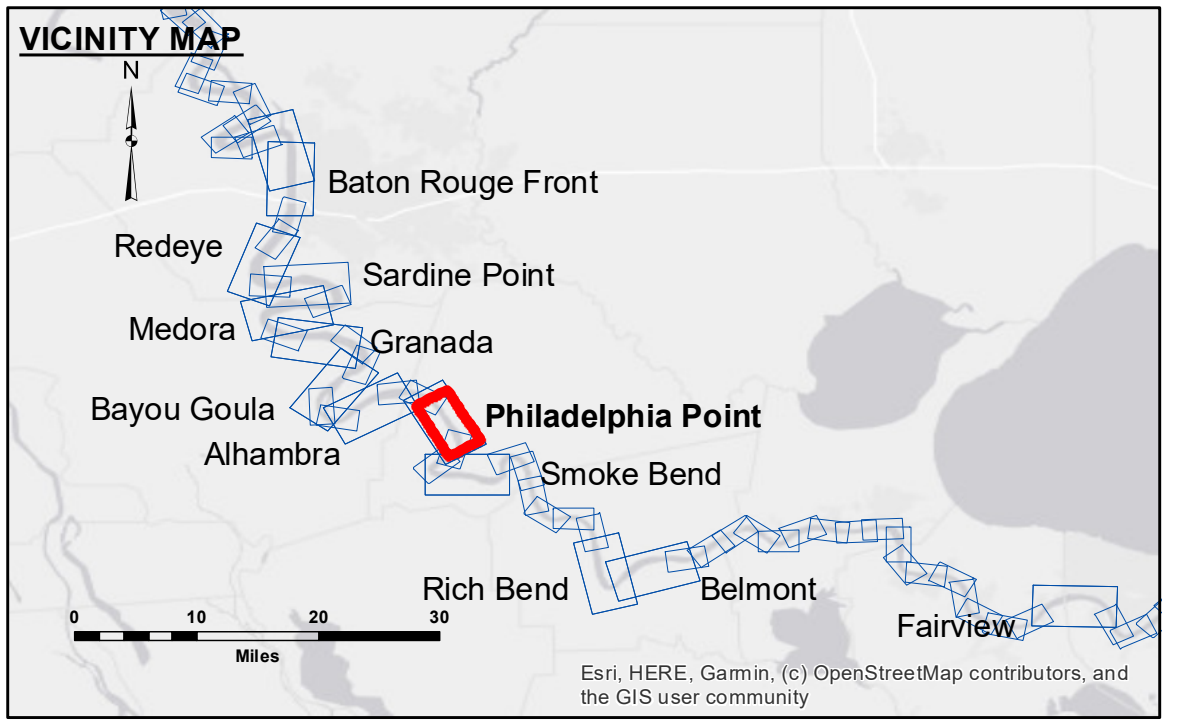 VICINITY MAP
N
Baton Rouge Front
Redeye
Sardine Point
Medora
Granada
Bayou Goula
Philadelphia Point
Alhambra
Smoke Bend
Rich Bend
Belmont
Fairview
0 10 20 30
Miles
Esri, HERE, Garmin, (c) OpenStreetMap contributors, and
the GIS user community